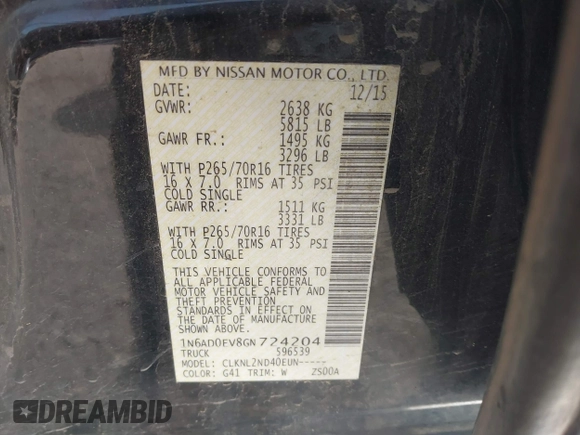 MFD BY NISSAN MOTOR CO., LTD.
DATE: 12/15
GVWR: 2638 KG
5815 LB
GAWR FR.: 1495 KG
3296 LB
WITH P265/70R16 TIRES
16 X 7.0 RIMS AT 35 PSI
COLD SINGLE
GAWR RR.: 1511 KG
3331 LB
WITH P265/70R16 TIRES
16 X 7.0 RIMS AT 35 PSI
COLD SINGLE
THIS VEHICLE CONFORMS TO
ALL APPLICABLE FEDERAL
MOTOR VEHICLE SAFETY AND
THEFT PREVENTION
STANDARDS IN EFFECT ON
THE DATE OF MANUFACTURE
SHOWN ABOVE.
1N6AD0EV8GN724204
TRUCK 596539
MODEL: CLKNL2ND40EUN-----
COLOR: G41 TRIM: W ZS00A
DREAMBID